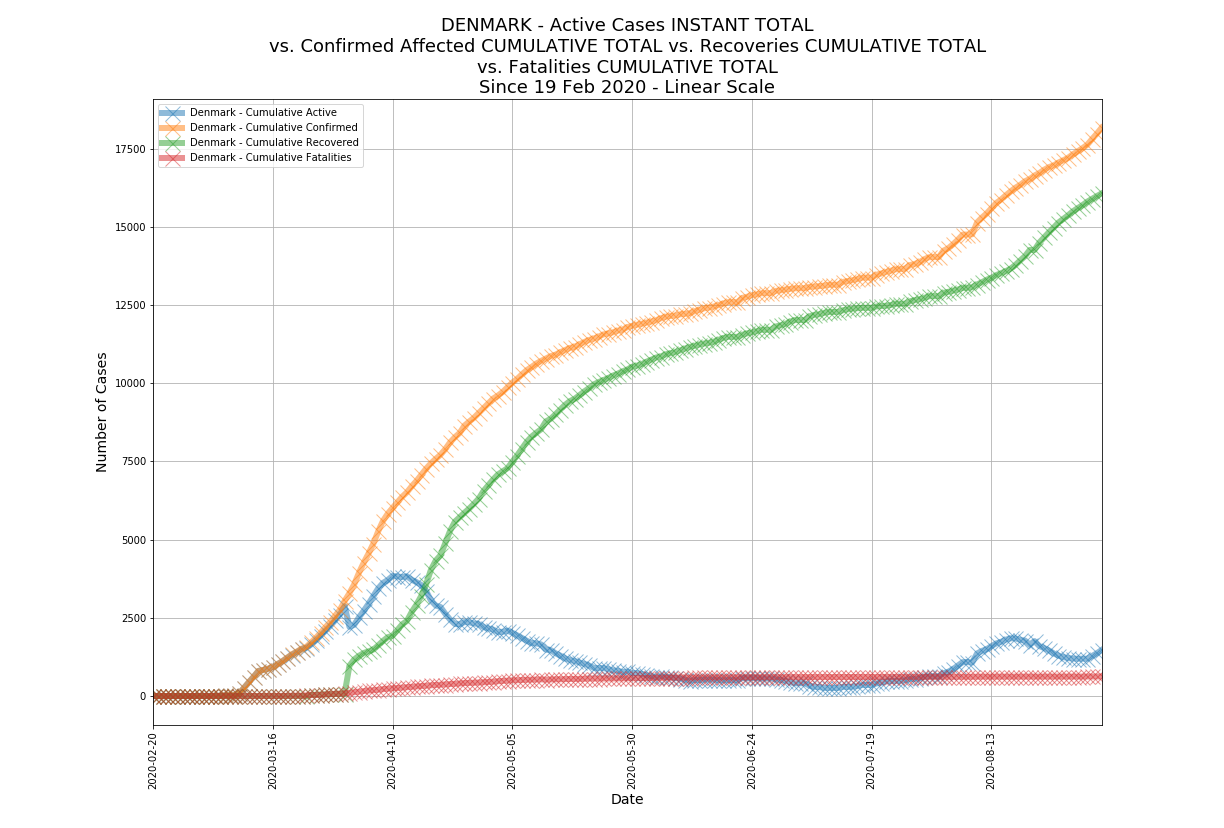 DENMARK - Active Cases INSTANT TOTAL
vs. Confirmed Affected CUMULATIVE TOTAL vs. Recoveries CUMULATIVE TOTAL
vs. Fatalities CUMULATIVE TOTAL
Since 19 Feb 2020 - Linear Scale
Denmark - Cumulative Active
Denmark - Cumulative Confirmed
Denmark - Cumulative Recovered
Denmark - Cumulative Fatalities
Number of Cases
17500
15000
12500
10000
7500
5000
2500
0
2020-02-20
2020-03-16
2020-04-10
2020-05-05
2020-05-30
2020-06-24
2020-07-19
2020-08-13
Date